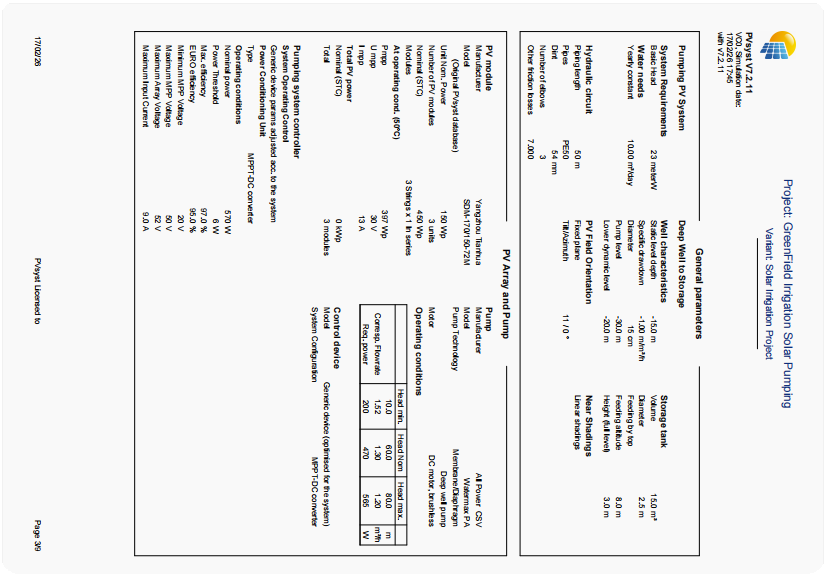 PVsyst V7.2.11
VC0, Simulation date:
17/02/26 17:45
with v7.2.11
Project: GreenField Irrigation Solar Pumping
Variant: Solar Irrigation Project
General parameters
Pumping PV System
Deep Well to Storage
System Requirements
Basic Head 23 meterW
Water needs
Yearly constant 10.00 m³/day
Well characteristics
Static level depth -15.0 m
Specific drawdown -1.00 m/m³/h
Diameter 15 cm
Pump level -30.0 m
Lower dynamic level -20.0 m
Storage tank
Volume 15.0 m³
Diameter 2.5 m
Feeding by top
Feeding altitude 8.0 m
Height (full level) 3.0 m
Hydraulic circuit
Piping length 50 m
Pipes PE50
Dint 54 mm
Number of elbows 3
Other friction losses 7.000
PV Field Orientation
Fixed plane
Tilt/Azimuth 11 / 0 °
Near Shadings
Linear shadings
PV Array and Pump
PV module
Manufacturer Yangzhou Tianhua
Model SDM-170/150-72M
(Original PVsyst database)
Unit Nom. Power 150 Wp
Number of PV modules 3 units
Nominal (STC) 450 Wp
Modules 3 Strings x 1 In series
At operating cond. (50°C)
Pmpp 397 Wp
U mpp 30 V
I mpp 13 A
Total PV power
Nominal (STC) 0 kWp
Total 3 modules
Pump
Manufacturer All Power CSV
Model Watermax PA
Pump Technology Membrane/Diaphragm
Deep well pump
Motor DC motor, brushless
Operating conditions
Head min. Head Nom Head max.
10.0 60.0 80.0 m
Corresp. Flowrate 1.52 1.30 1.20 m³/h
Req. power 200 470 565 W
Control device
Model Generic device (optimised for the system)
System Configuration MPPT-DC converter
Pumping system controller
System Operating Control
Generic device params adjusted acc. to the system
Power Conditioning Unit
Type MPPT-DC converter
Operating conditions
Nominal power 570 W
Power Threshold 6 W
Max. efficiency 97.0 %
EURO efficiency 95.0 %
Minimum MPP Voltage 20 V
Maximum MPP Voltage 50 V
Maximum Array Voltage 52 V
Maximum Input Current 9.0 A
17/02/26
PVsyst Licensed to
Page 3/9